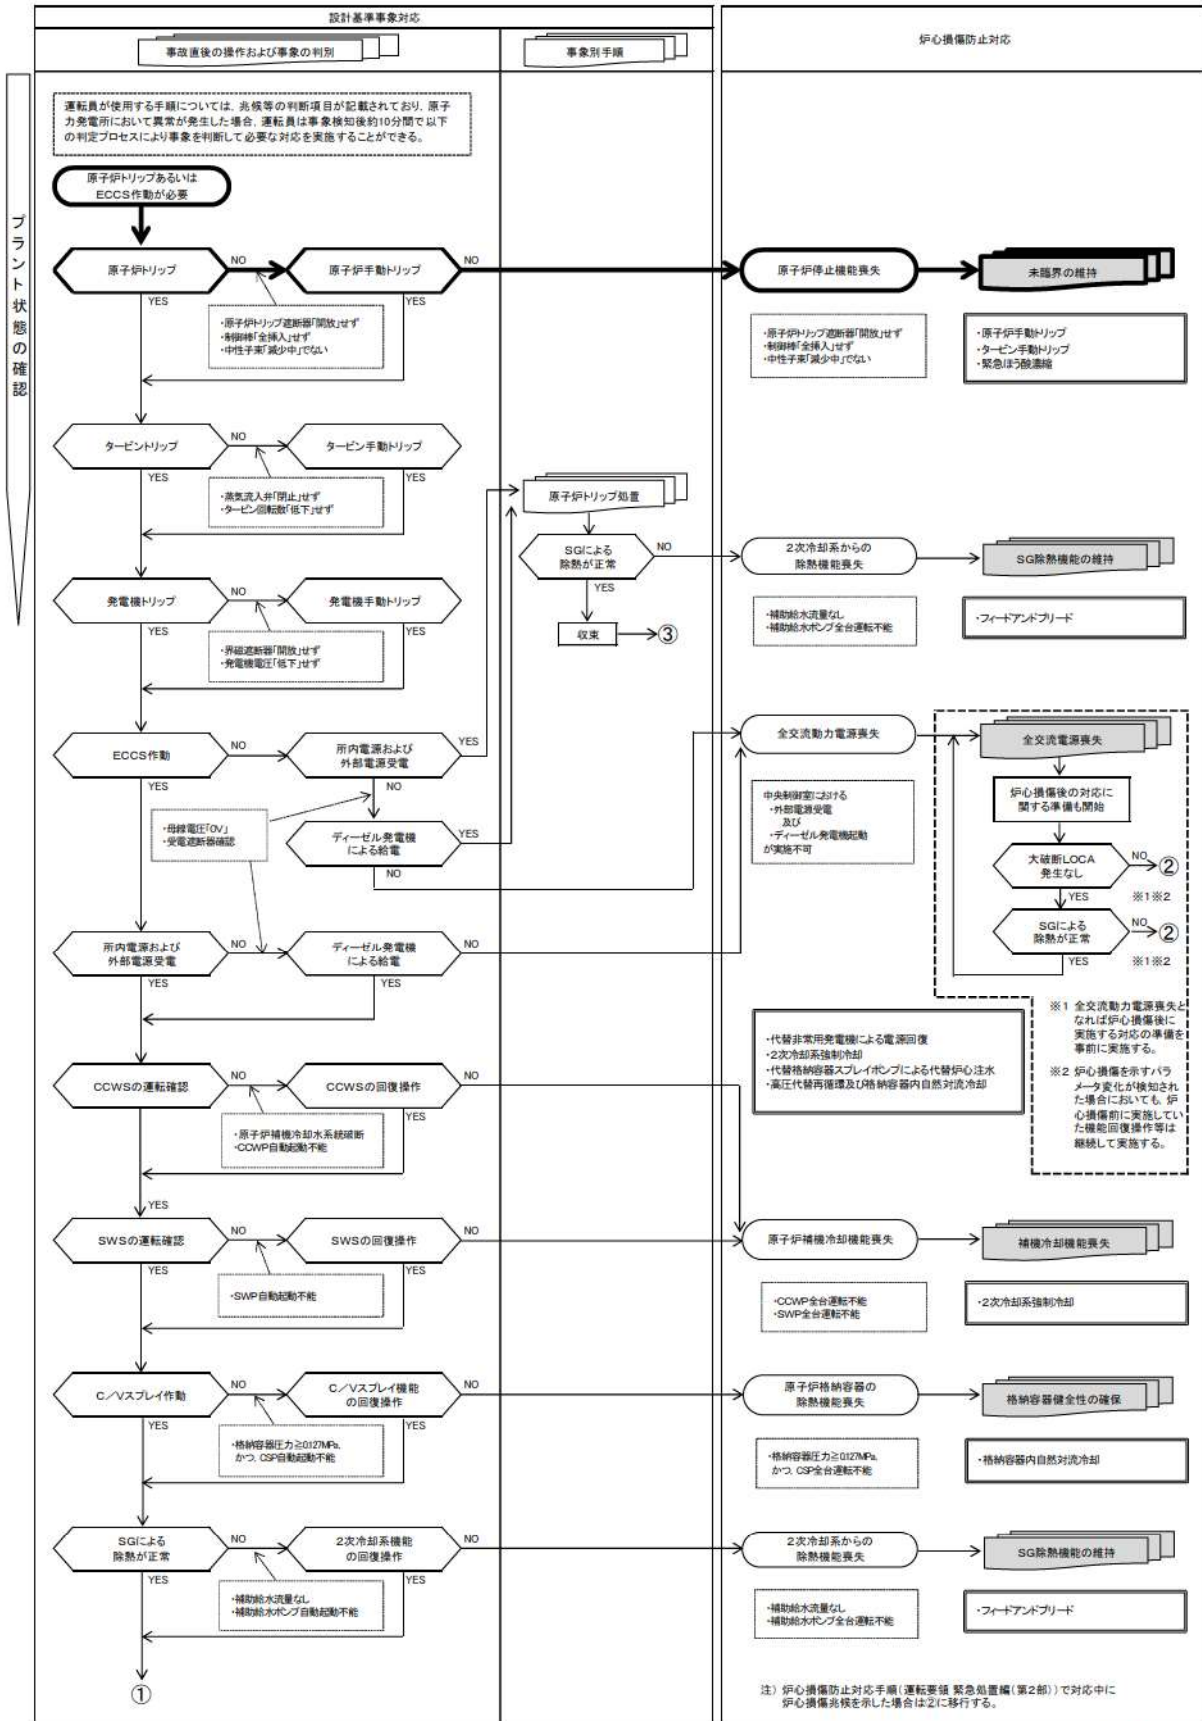 設計基準事象対応
事故直後の操作および事象の判別
事象別手順
炉心損傷防止対応
プラント状態の確認
運転員が使用する手順については、兆候等の判断項目が記載されており、原子
力発電所において異常が発生した場合、運転員は事象検知後約10分間で以下
の判定プロセスにより事象を判断して必要な対応を実施することができる。
原子炉トリップあるいは
ECCS作動が必要
原子炉トリップ
NO
原子炉手動トリップ
NO
原子炉停止機能喪失
未臨界の維持
YES
YES
・原子炉トリップ遮断器「開放」せず
・制御棒「全挿入」せず
・中性子束「減少中」でない
・原子炉トリップ遮断器「開放」せず
・制御棒「全挿入」せず
・中性子束「減少中」でない
・原子炉手動トリップ
・タービン手動トリップ
・緊急ほう酸濃縮
タービントリップ
NO
タービン手動トリップ
YES
YES
・蒸気流入弁「閉止」せず
・タービン回転数「低下」せず
原子炉トリップ処置
SGによる
除熱が正常
NO
YES
収束
③
2次冷却系からの
除熱機能喪失
SG除熱機能の維持
・補助給水流量なし
・補助給水ポンプ全台運転不能
・フィードアンドブリード
発電機トリップ
NO
発電機手動トリップ
YES
YES
・界磁遮断器「開放」せず
・発電機電圧「低下」せず
ECCS作動
NO
所内電源および
外部電源受電
YES
YES
NO
・母線電圧「0V」
・受電遮断器確認
ディーゼル発電機
による給電
YES
NO
全交流動力電源喪失
全交流電源喪失
中央制御室における
・外部電源受電
及び
・ディーゼル発電機起動
が実施不可
炉心損傷後の対応に
関する準備も開始
大破断LOCA
発生なし
NO
②
YES
※1※2
SGによる
除熱が正常
NO
②
YES
※1※2
所内電源および
外部電源受電
NO
ディーゼル発電機
による給電
NO
YES
YES
※1 全交流動力電源喪失と
なれば炉心損傷後に
実施する対応の準備を
事前に実施する。
※2 炉心損傷を示すパラ
メータ変化が検知され
た場合においても、炉
心損傷前に実施してい
た機能回復操作等は
継続して実施する。
・代替非常用発電機による電源回復
・2次冷却系強制冷却
・代替格納容器スプレイポンプによる代替炉心注水
・高圧代替再循環及び格納容器内自然対流冷却
CCWSの運転確認
NO
CCWSの回復操作
NO
YES
・原子炉補機冷却水系統破断
・CCWP自動起動不能
YES
SWSの運転確認
NO
SWSの回復操作
NO
原子炉補機冷却機能喪失
補機冷却機能喪失
YES
YES
・SWP自動起動不能
・CCWP全台運転不能
・SWP全台運転不能
・2次冷却系強制冷却
C/Vスプレイ作動
NO
C/Vスプレイ機能
の回復操作
NO
原子炉格納容器の
除熱機能喪失
格納容器健全性の確保
YES
YES
・格納容器圧力≧0.127MPa、
かつ、CSP自動起動不能
・格納容器圧力≧0.127MPa、
かつ、CSP全台運転不能
・格納容器内自然対流冷却
SGによる
除熱が正常
NO
2次冷却系機能
の回復操作
NO
2次冷却系からの
除熱機能喪失
SG除熱機能の維持
YES
YES
・補助給水流量なし
・補助給水ポンプ自動起動不能
・補助給水流量なし
・補助給水ポンプ全台運転不能
・フィードアンドブリード
①
注) 炉心損傷防止対応手順(運転要領 緊急処置編(第2部))で対応中に
炉心損傷兆候を示した場合は②に移行する。